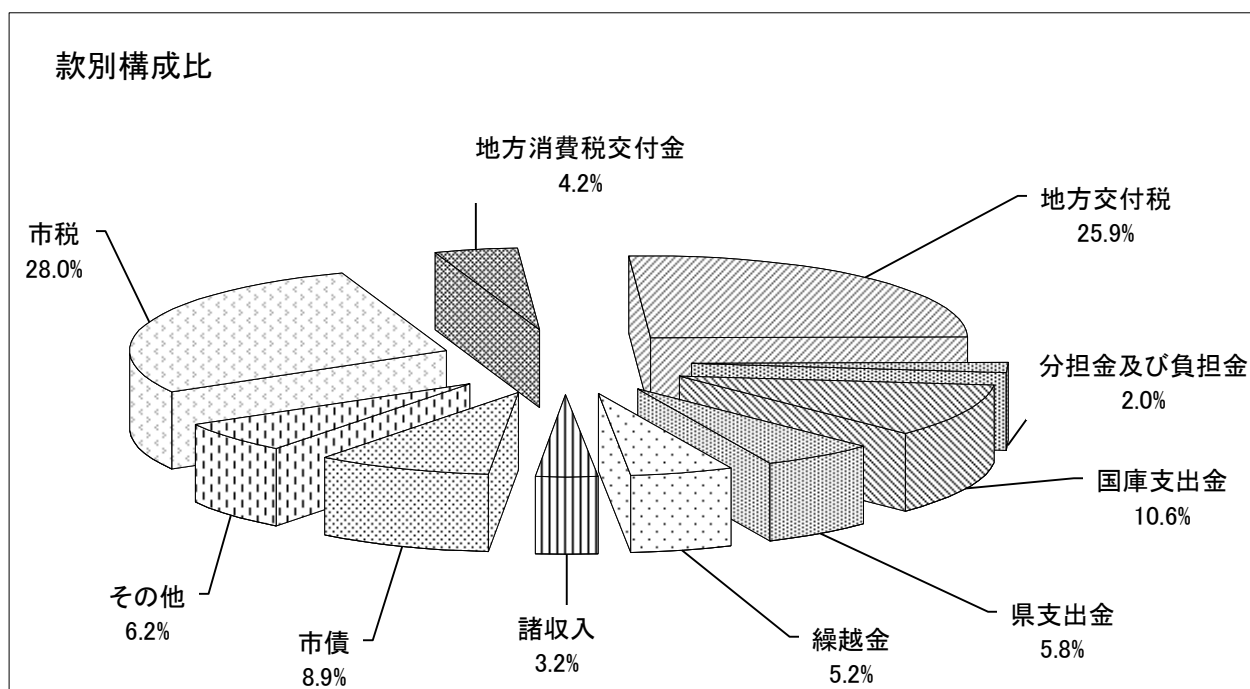 款別構成比
地方消費税交付金
4.2%
地方交付税
25.9%
市税
28.0%
分担金及び負担金
2.0%
国庫支出金
10.6%
その他
6.2%
市債
8.9%
諸収入
3.2%
繰越金
5.2%
県支出金
5.8%